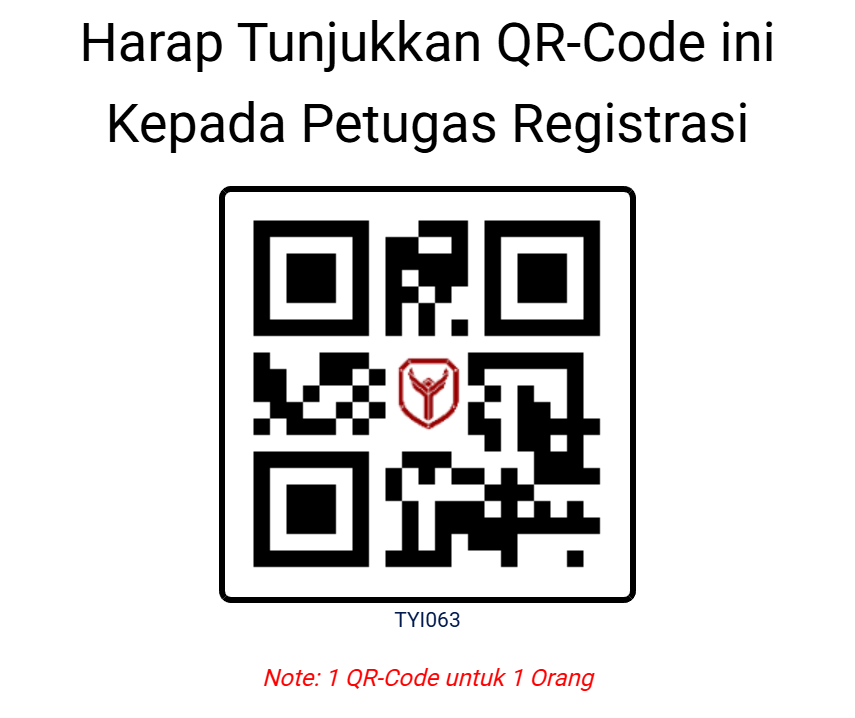 Harap Tunjukkan QR-Code ini
Kepada Petugas Registrasi
TYI063
Note: 1 QR-Code untuk 1 Orang